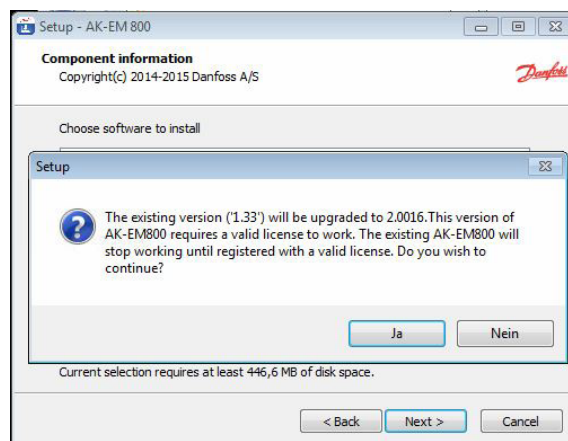 Setup - AK-EM 800
Component information
Copyright(c) 2014-2015 Danfoss A/S
Danfoss
Choose software to install
Setup
The existing version ('1.33') will be upgraded to 2.0016.This version of
AK-EM800 requires a valid license to work. The existing AK-EM800 will
stop working until registered with a valid license. Do you wish to
continue?
Ja
Nein
Current selection requires at least 446,6 MB of disk space.
< Back
Next >
Cancel